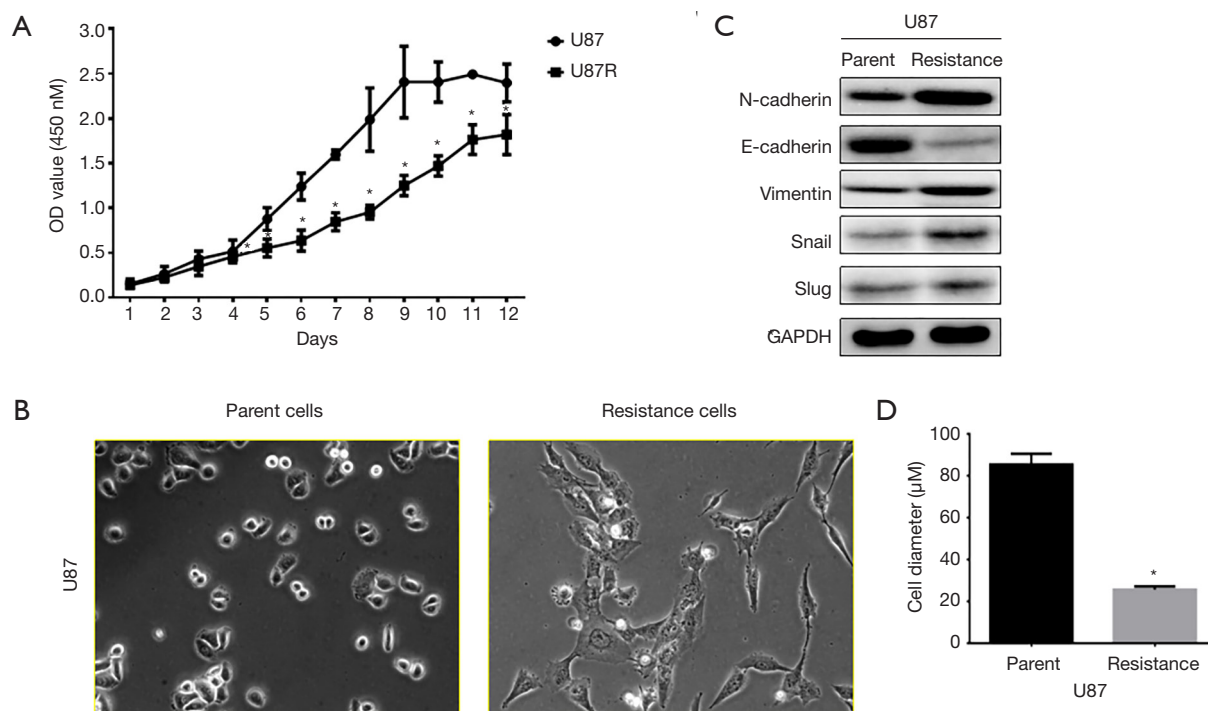 A
3.0
2.5
2.0
1.5
1.0
0.5
0.0
OD value (450 nM)
U87
U87R
* * * * * * * * *
1 2 3 4 5 6 7 8 9 10 11 12
Days
C
U87
Parent Resistance
N-cadherin
E-cadherin
Vimentin
Snail
Slug
*GAPDH
B
Parent cells
Resistance cells
U87
D
100
80
60
40
20
0
Cell diameter (μM)
*
Parent Resistance
U87